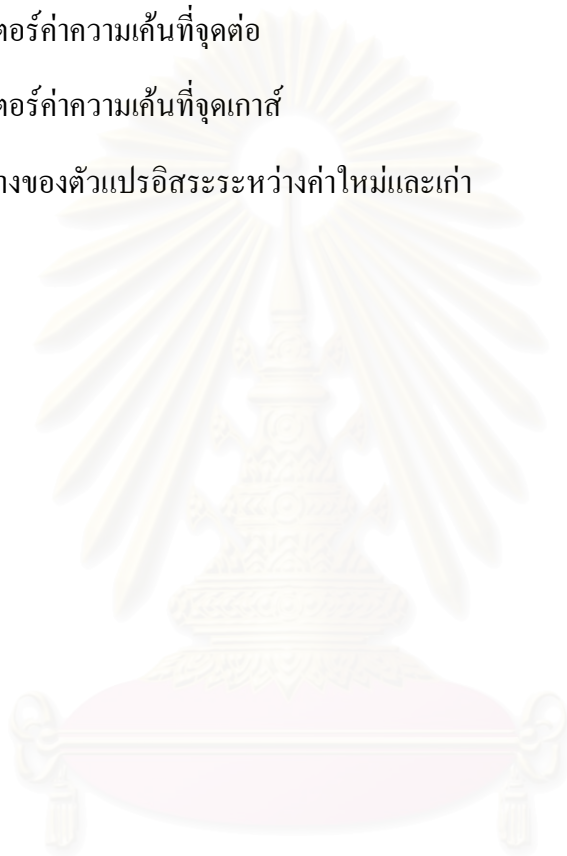 ตอร์ค่าความเค้นที่จุดต่อ
ตอร์ค่าความเค้นที่จุดเกาส์
างของตัวแปรอิสระระหว่างค่าใหม่และเก่า